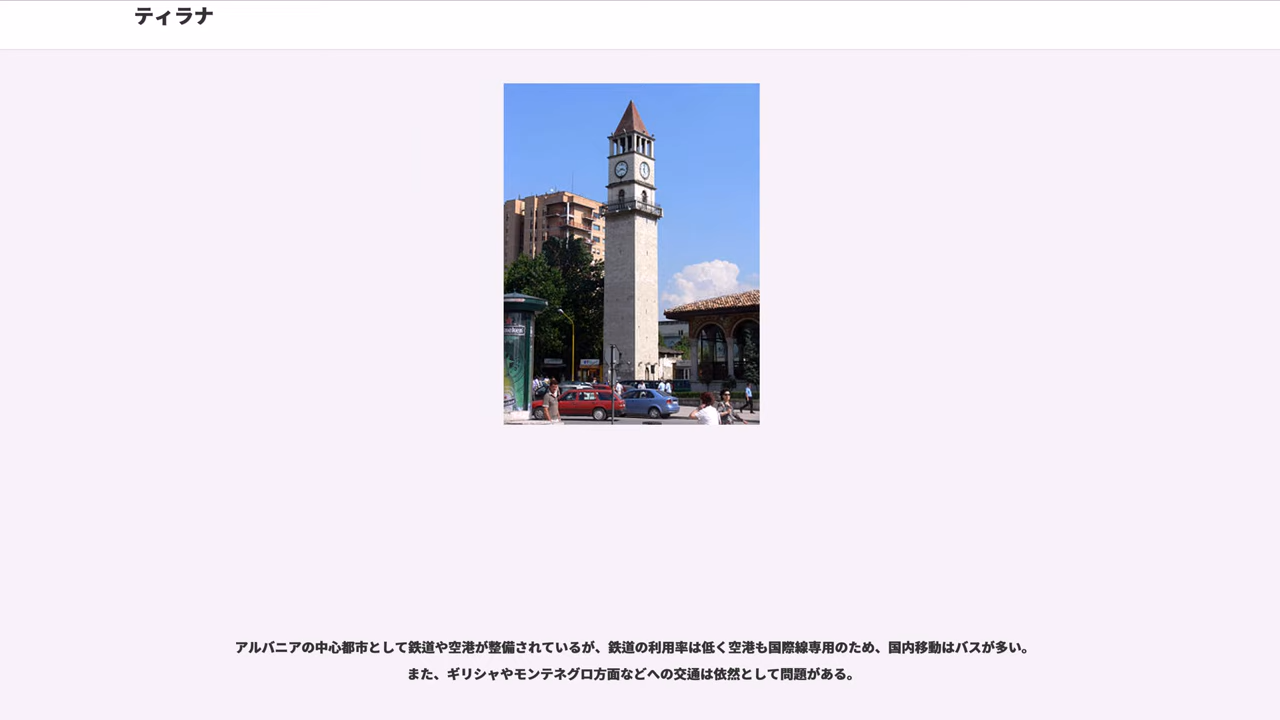 ティラナ
アルバニアの中心都市として鉄道や空港が整備されているが、鉄道の利用率は低く空港も国際線専用のため、国内移動はバスが多い。
また、ギリシャやモンテネグロ方面などへの交通は依然として問題がある。